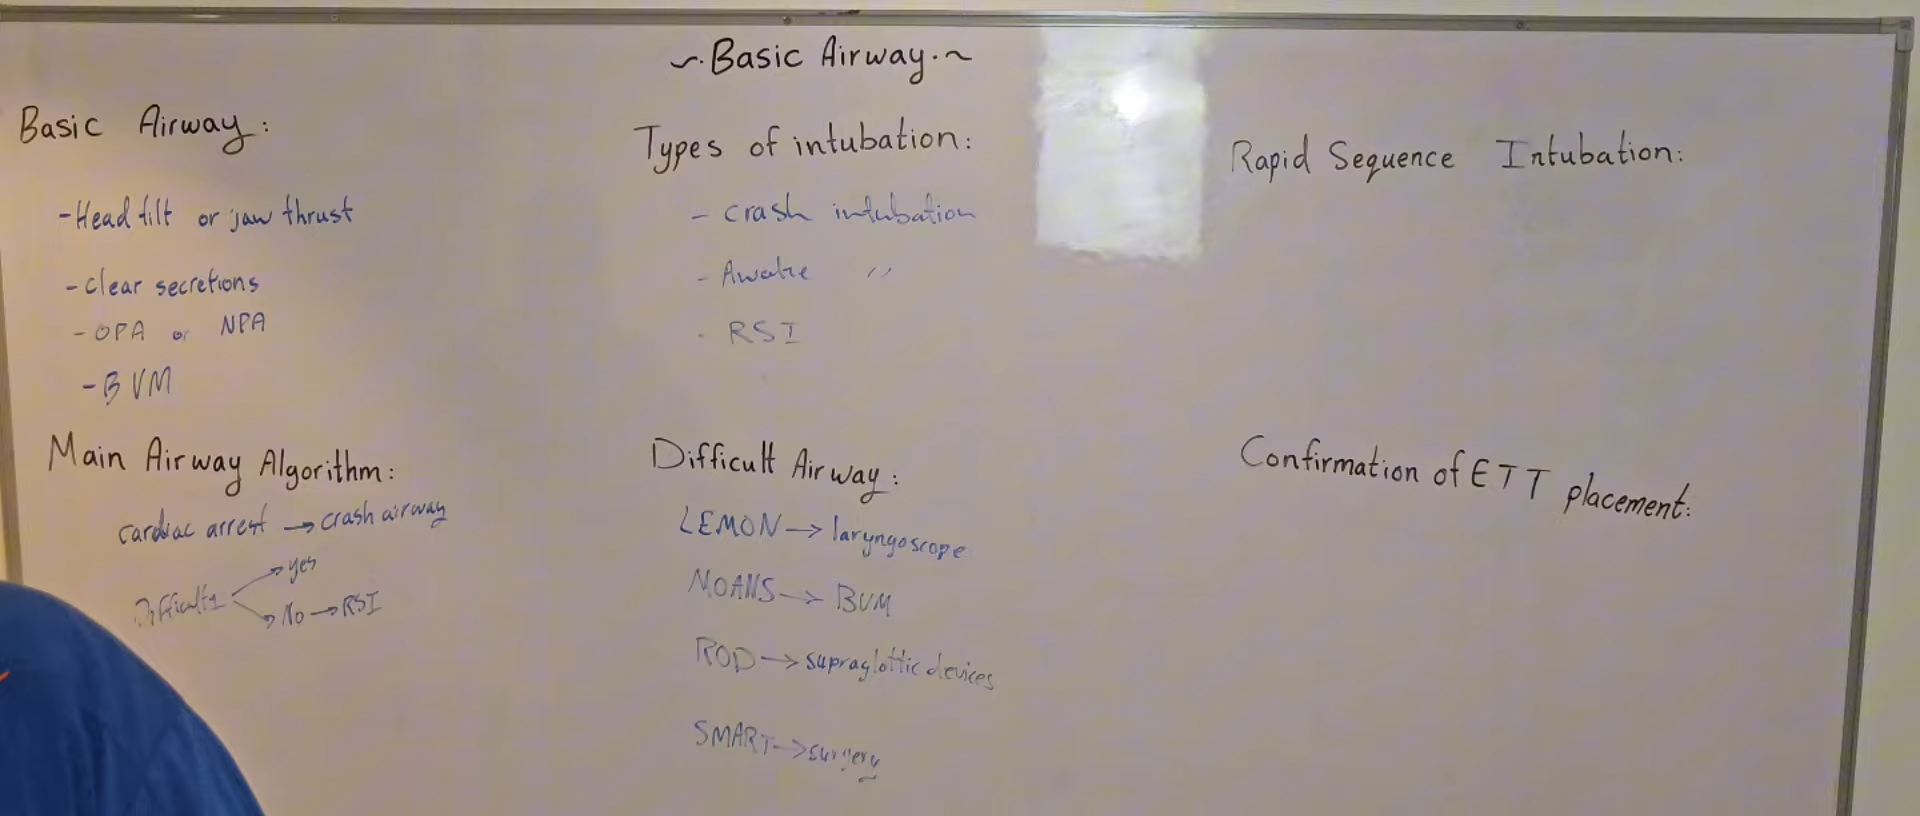 ~. Basic Airway. ~
Basic Airway:
-Head tilt or jaw thrust
-clear secretions
-OPA or NPA
-BVM
Main Airway Algorithm:
cardiac arrest → crash airway
Difficult → yes
→ No → RSI
Types of intubation:
- crash intubation
- Awake 〃
- RSI
Difficult Airway:
LEMON → laryngoscope
MOANS → BVM
ROD → supraglottic devices
SMART → surgery
Rapid Sequence Intubation:
Confirmation of ETT placement: